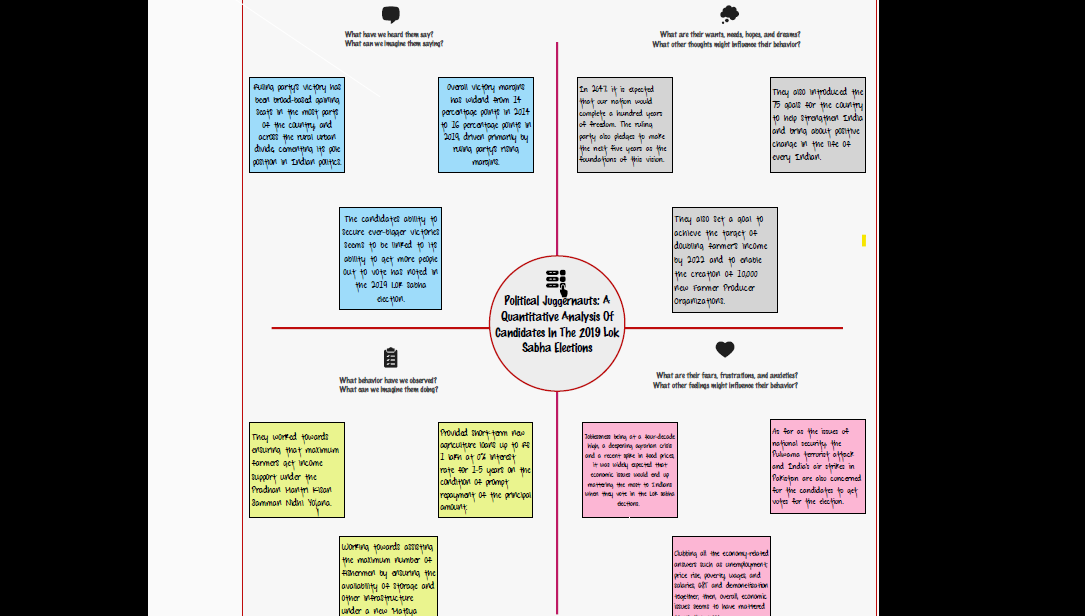 What have we heard them say?
What can we imagine them saying?
What are their wants, needs, hopes, and dreams?
What other thoughts might influence their behavior?
Ruling party's victory has
been broad-based gaining
seats in the most parts
of the country, and
across the rural urban
divide, cementing its pole
position in Indian politics.
Overall victory margins
has widend from 14
percentage points in 2014
to 16 percentage points in
2019, driven primarily by
ruling party's rising
margins.
In 2047, it is expected
that our nation would
complete a hundred years
of freedom. The ruling
party also pledges to make
the next five years as the
foundations of this vision.
They also introduced the
75 goals for the country
to help strengthen India
and bring about positive
change in the life of
every Indian.
The candidates ability to
secure ever-bigger victories
seems to be linked to its
ability to get more people
out to vote has noted in
the 2019 Lok Sabha
election.
They also set a goal to
achieve the target of
doubling farmers income
by 2022 and to enable
the creation of 10,000
new Farmer Producer
Organizations.
Political Juggernauts: A
Quantitative Analysis Of
Candidates In The 2019 Lok
Sabha Elections
What behavior have we observed?
What can we imagine them doing?
What are their fears, frustrations, and anxieties?
What other feelings might influence their behavior?
They worked towards
ensuring that maximum
farmers get income
support under the
Pradhan Mantri Kisan
Samman Nidhi Yojana.
Provided short-term new
agriculture loans up to Rs
1 lakh at 0% interest
rate for 1-5 years on the
condition of prompt
repayment of the principal
amount.
Joblessness being at a four-decade
high, a deepening agrarian crisis
and a recent spike in food prices,
it was widely expected that
economic issues would end up
mattering the most to Indians
when they vote in the Lok Sabha
elections.
As far as the issues of
national security, the
Pulwama terrorist attack
and India's air strikes in
Pakistan are also concerned
for the candidates to get
votes for the election.
Working towards assisting
the maximum number of
fishermen by ensuring the
availability of storage and
other infrastructure
under a new Matsya
Clubbing all the economy-related
answers such as unemployment,
price rise, poverty, wages, and
salaries, GST and demonetisation
together, then, overall, economic
issues seems to have mattered